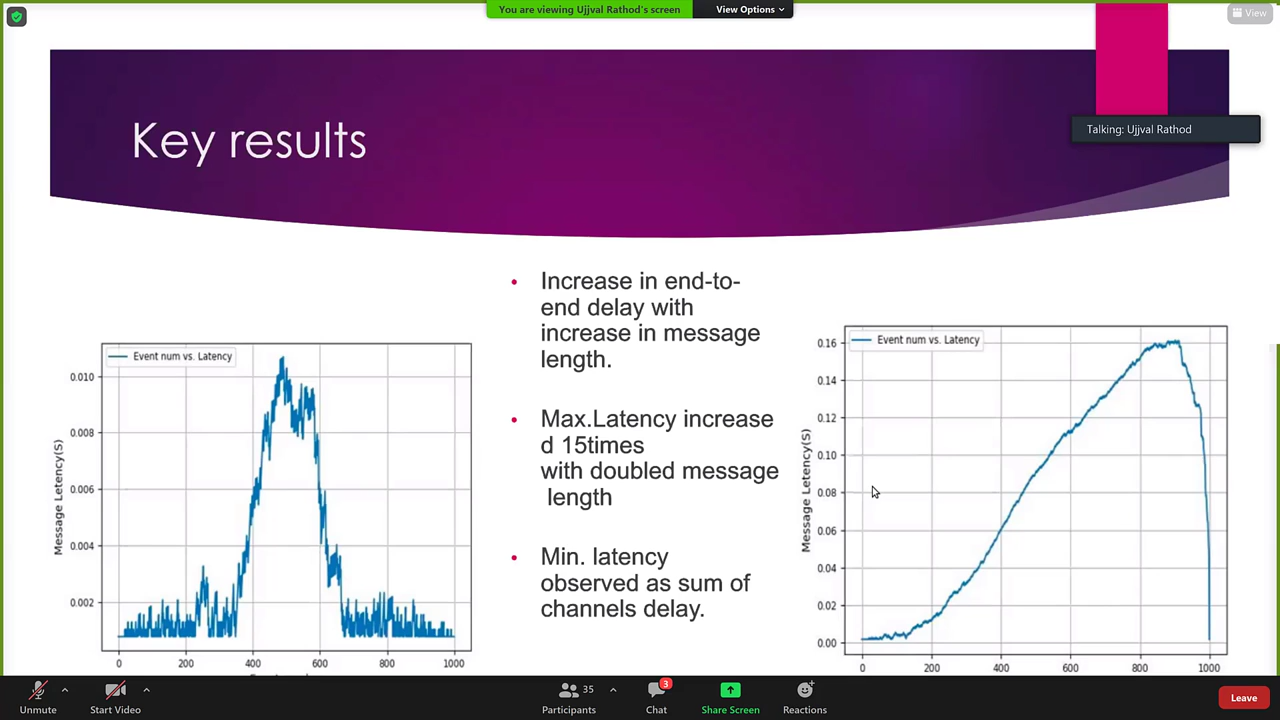 You are viewing Ujjval Rathod's screen
View Options
View
Talking: Ujjval Rathod
Key results
• Increase in end-to-
end delay with
increase in message
length.
• Max.Latency increase
d 15times
with doubled message
length
• Min. latency
observed as sum of
channels delay.
Event num vs. Latency
Message Letency(S)
0.010
0.008
0.006
0.004
0.002
0 200 400 600 800 1000
Event num vs. Latency
Message Letency(S)
0.16
0.14
0.12
0.10
0.08
0.06
0.04
0.02
0.00
0 200 400 600 800 1000
Unmute
Start Video
35
Participants
3
Chat
Share Screen
Reactions
Leave